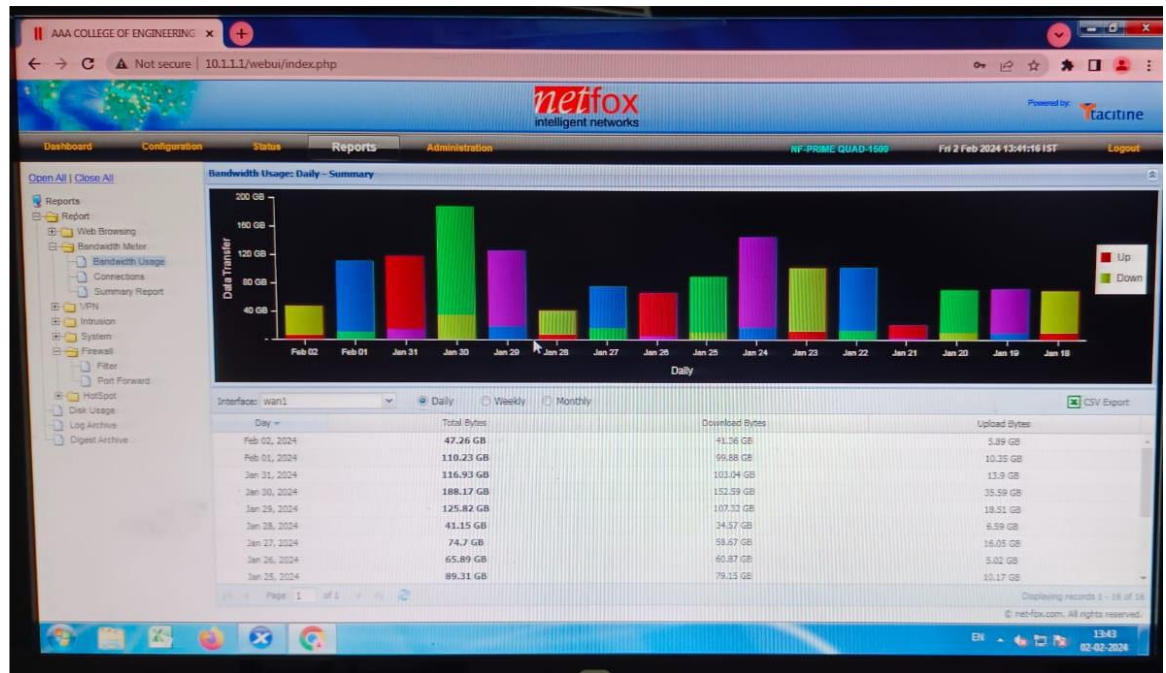 AAA COLLEGE OF ENGINEERING
Not secure | 10.1.1.1/webui/index.php
netfox
intelligent networks
Powered by:
tacitine
Dashboard Configuration Status Reports Administration NF-PRIME QUAD-1500 Fri 2 Feb 2024 13:41:16 IST Logout
Open All | Close All
Reports
Report
Web Browsing
Bandwidth Meter
Bandwidth Usage
Connections
Summary Report
VPN
Intrusion
System
Firewall
Filter
Port Forward
HotSpot
Disk Usage
Log Archive
Digest Archive
Bandwidth Usage: Daily - Summary
200 GB
160 GB
120 GB
80 GB
40 GB
Data Transfer
Feb 02 Feb 01 Jan 31 Jan 30 Jan 29 Jan 28 Jan 27 Jan 26 Jan 25 Jan 24 Jan 23 Jan 22 Jan 21 Jan 20 Jan 19 Jan 18
Daily
Up
Down
Interface: wan1 Daily Weekly Monthly CSV Export
Day Total Bytes Download Bytes Upload Bytes
Feb 02, 2024 47.26 GB 41.36 GB 5.89 GB
Feb 01, 2024 110.23 GB 99.88 GB 10.35 GB
Jan 31, 2024 116.93 GB 103.04 GB 13.9 GB
Jan 30, 2024 188.17 GB 152.59 GB 35.59 GB
Jan 29, 2024 125.82 GB 107.32 GB 18.51 GB
Jan 28, 2024 41.15 GB 34.57 GB 6.59 GB
Jan 27, 2024 74.7 GB 58.67 GB 16.05 GB
Jan 26, 2024 65.89 GB 60.87 GB 5.02 GB
Jan 25, 2024 89.31 GB 79.15 GB 10.17 GB
Page 1 of 1 Displaying records 1 - 16 of 16
© net-fox.com. All rights reserved.
EN 13:43
02-02-2024